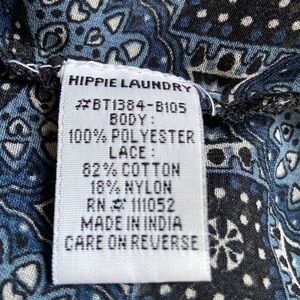 HIPPIE LAUNDRY
#BT1384-B105
BODY:
100% POLYESTER
LACE:
82% COTTON
18% NYLON
RN # 111052
MADE IN INDIA
CARE ON REVERSE